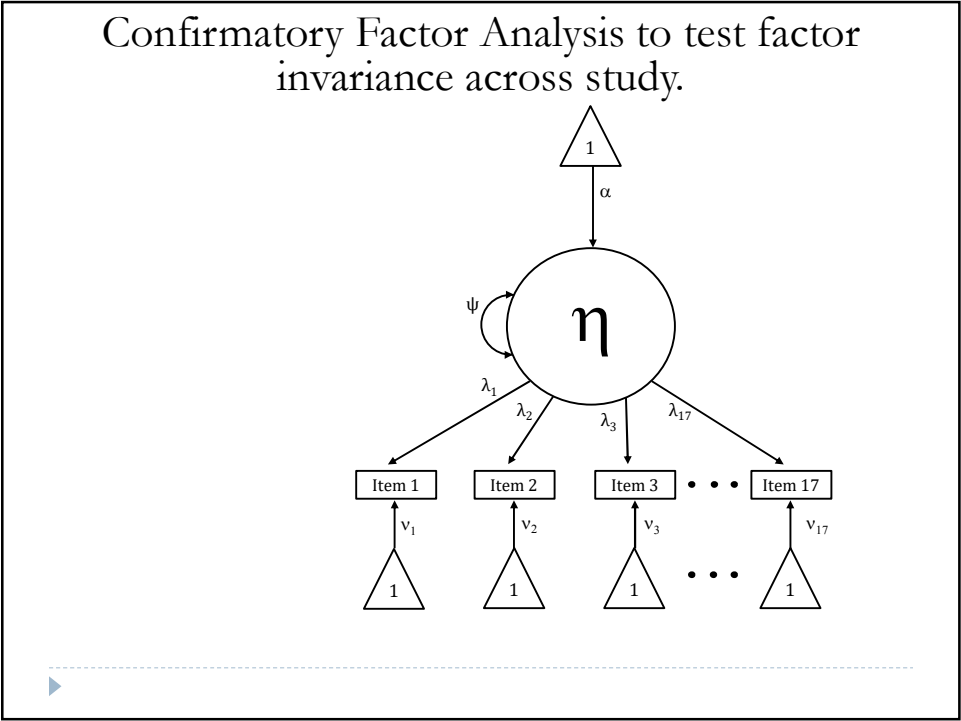 Confirmatory Factor Analysis to test factor
invariance across study.
1
α
ψ
η
λ1
λ2
λ3
λ17
Item 1 Item 2 Item 3 • • • Item 17
ν1 ν2 ν3 ν17
1 1 1 • • • 1